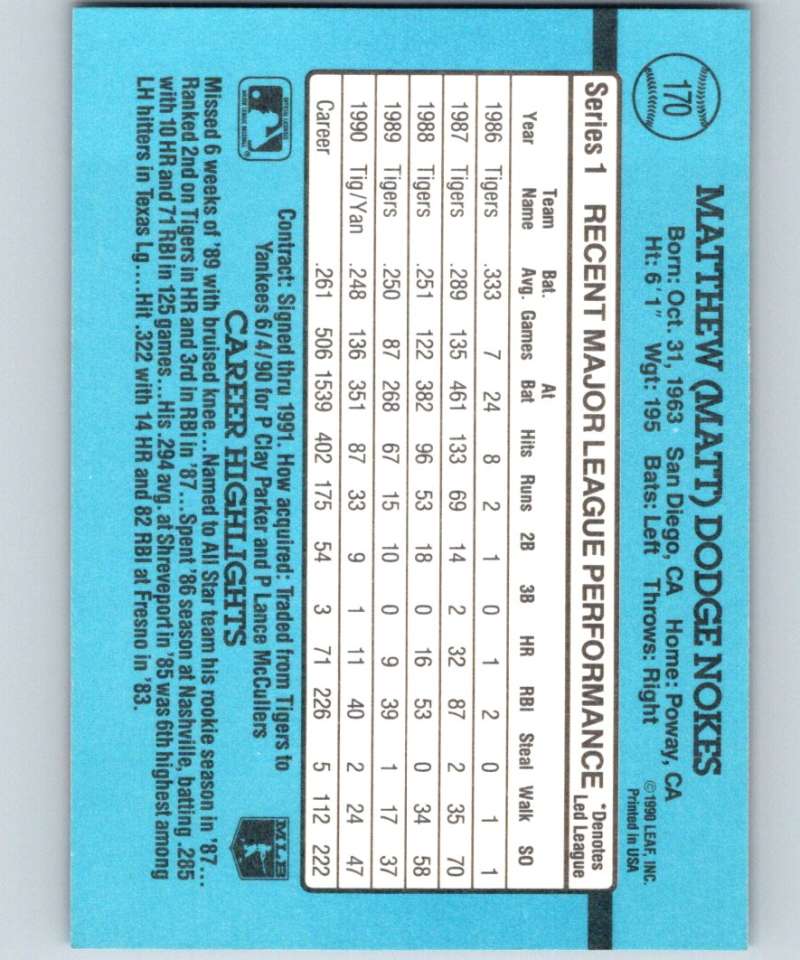 170
MATTHEW (MATT) DODGE NOKES
Born: Oct. 31, 1963 San Diego, CA Home: Poway, CA
Ht: 6'1" Wgt: 195 Bats: Left Throws: Right
©1990 LEAF, INC.
Printed in USA
Series 1 RECENT MAJOR LEAGUE PERFORMANCE *Denotes Led League
Year Team Name Bat. Avg. Games At Bat Hits Runs 2B 3B HR RBI Steal Walk SO
1986 Tigers .333 7 24 8 2 1 0 1 2 0 1 1
1987 Tigers .289 135 461 133 69 14 2 32 87 2 35 70
1988 Tigers .251 122 382 96 53 18 0 16 53 0 34 58
1989 Tigers .250 87 268 67 15 10 0 9 39 1 17 37
1990 Tig/Yan .248 136 351 87 33 9 1 11 40 2 24 47
Career .261 506 1539 402 175 54 3 71 226 5 112 222
OFFICIAL LICENSEE
MAJOR LEAGUE BASEBALL
Contract: Signed thru 1991. How acquired: Traded from Tigers to
Yankees 6/4/90 for P Clay Parker and P Lance McCullers
MLB
CAREER HIGHLIGHTS
Missed 6 weeks of '89 with bruised knee...Named to All Star team his rookie season in '87...
Ranked 2nd on Tigers in HR and 3rd in RBI in '87...Spent '86 season at Nashville, batting .285
with 10 HR and 71 RBI in 125 games...His .294 avg. at Shreveport in '85 was 6th highest among
LH hitters in Texas Lg....Hit .322 with 14 HR and 82 RBI at Fresno in '83.